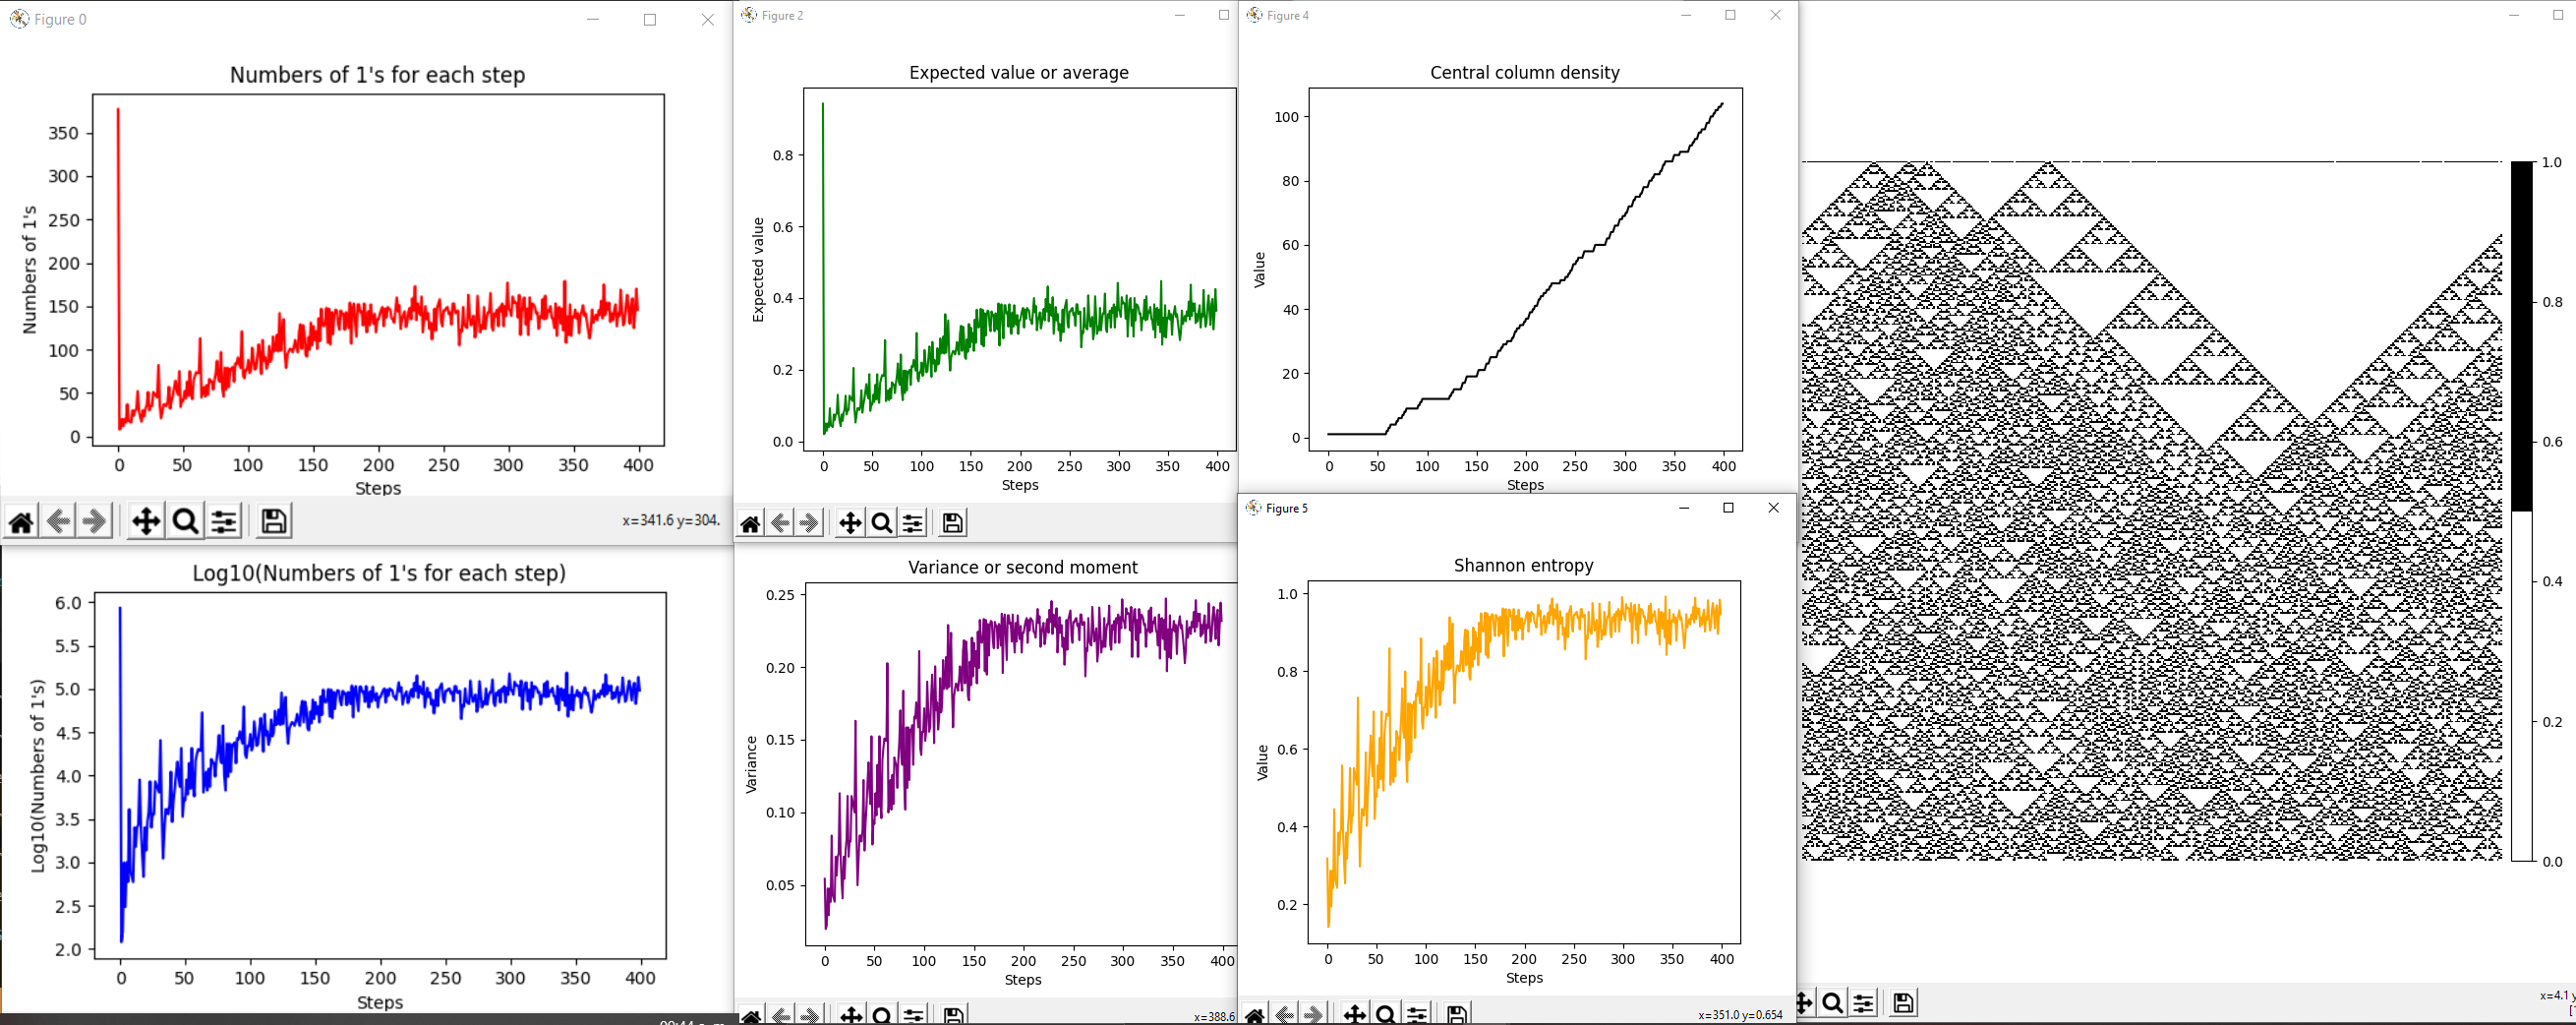 Figure 0
Numbers of 1's for each step
Numbers of 1's
350
300
250
200
150
100
50
0
0 50 100 150 200 250 300 350 400
Steps
x=341.6 y=304.
Log10(Numbers of 1's for each step)
Log10(Numbers of 1's)
6.0
5.5
5.0
4.5
4.0
3.5
3.0
2.5
2.0
0 50 100 150 200 250 300 350 400
Steps
Figure 2
Expected value or average
Expected value
0.8
0.6
0.4
0.2
0.0
0 50 100 150 200 250 300 350 400
Steps
Variance or second moment
Variance
0.25
0.20
0.15
0.10
0.05
0 50 100 150 200 250 300 350 400
Steps
x=388.6
Figure 4
Central column density
Value
100
80
60
40
20
0
0 50 100 150 200 250 300 350 400
Steps
Figure 5
Shannon entropy
Value
1.0
0.8
0.6
0.4
0.2
0 50 100 150 200 250 300 350 400
Steps
x=351.0 y=0.654
1.0
0.8
0.6
0.4
0.2
0.0
x=4.1 y